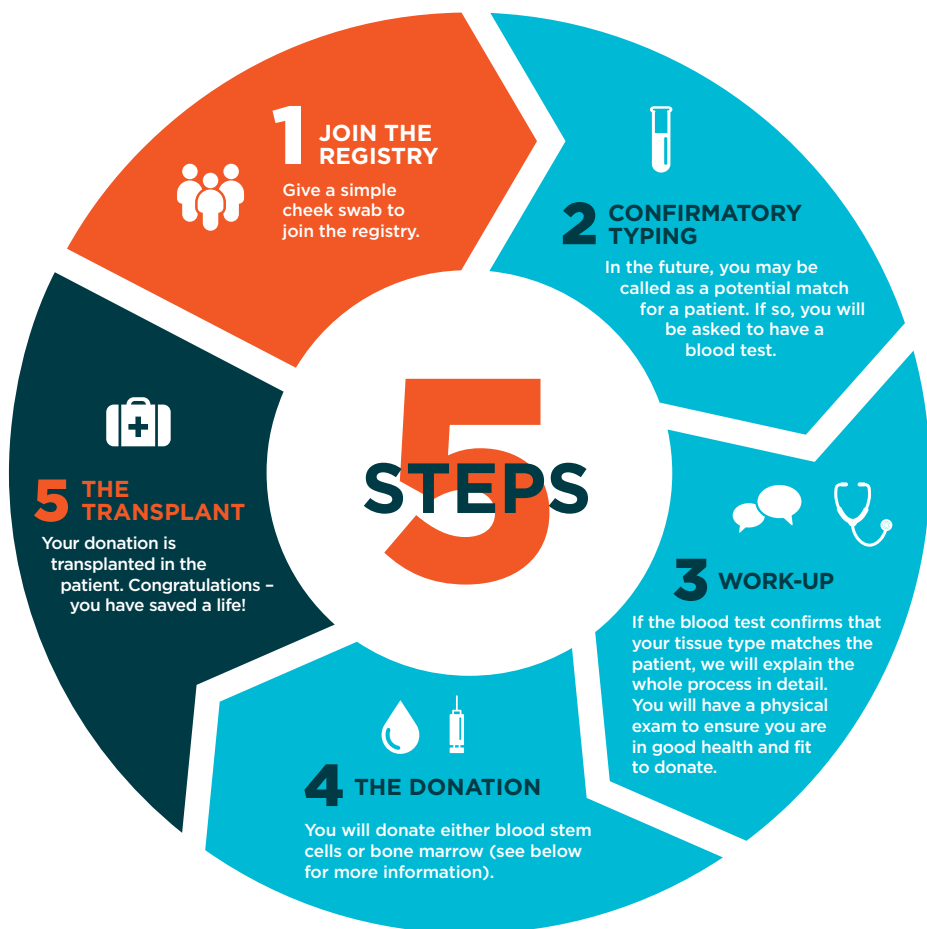 1 JOIN THE
REGISTRY
Give a simple
cheek swab to
join the registry.
2 CONFIRMATORY
TYPING
In the future, you may be
called as a potential match
for a patient. If so, you will
be asked to have a
blood test.
3 WORK-UP
If the blood test confirms that
your tissue type matches the
patient, we will explain the
whole process in detail.
You will have a physical
exam to ensure you are
in good health and fit
to donate.
4 THE DONATION
You will donate either blood stem
cells or bone marrow (see below
for more information).
5 THE
TRANSPLANT
Your donation is
transplanted in the
patient. Congratulations –
you have saved a life!
5
STEPS